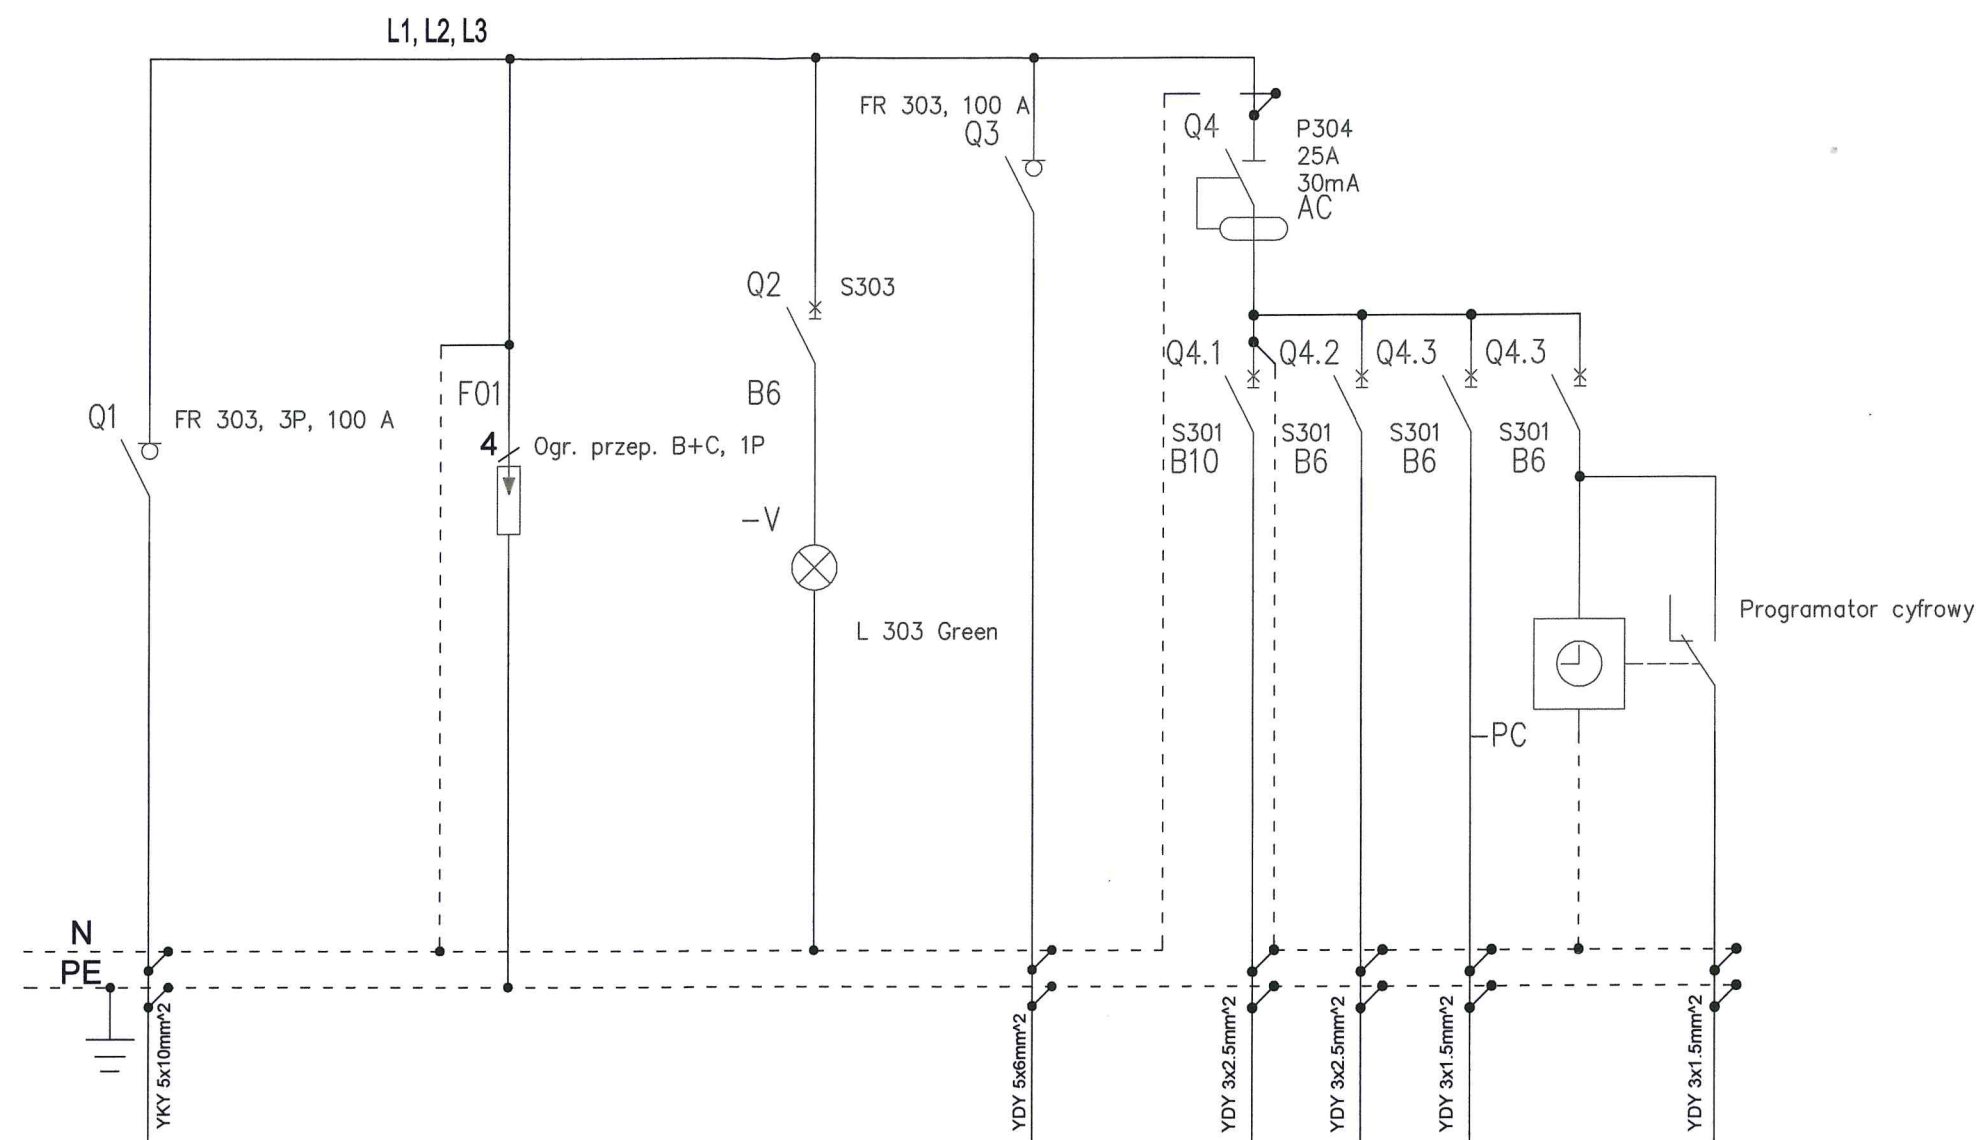 L1, L2, L3
FR 303, 100 A
Q3
Q4
P304
25A
30mA
AC
Q2
S303
Q4.1
Q4.2
Q4.3
Q4.3
F01
B6
Q1
FR 303, 3P, 100 A
4
Ogr. przep. B+C, 1P
S301
B10
S301
B6
S301
B6
S301
B6
-V
L 303 Green
Programator cyfrowy
-PC
N
PE
YKY 5x10mm^2
YDY 5x6mm^2
YDY 3x2.5mm^2
YDY 3x2.5mm^2
YDY 3x1.5mm^2
YDY 3x1.5mm^2